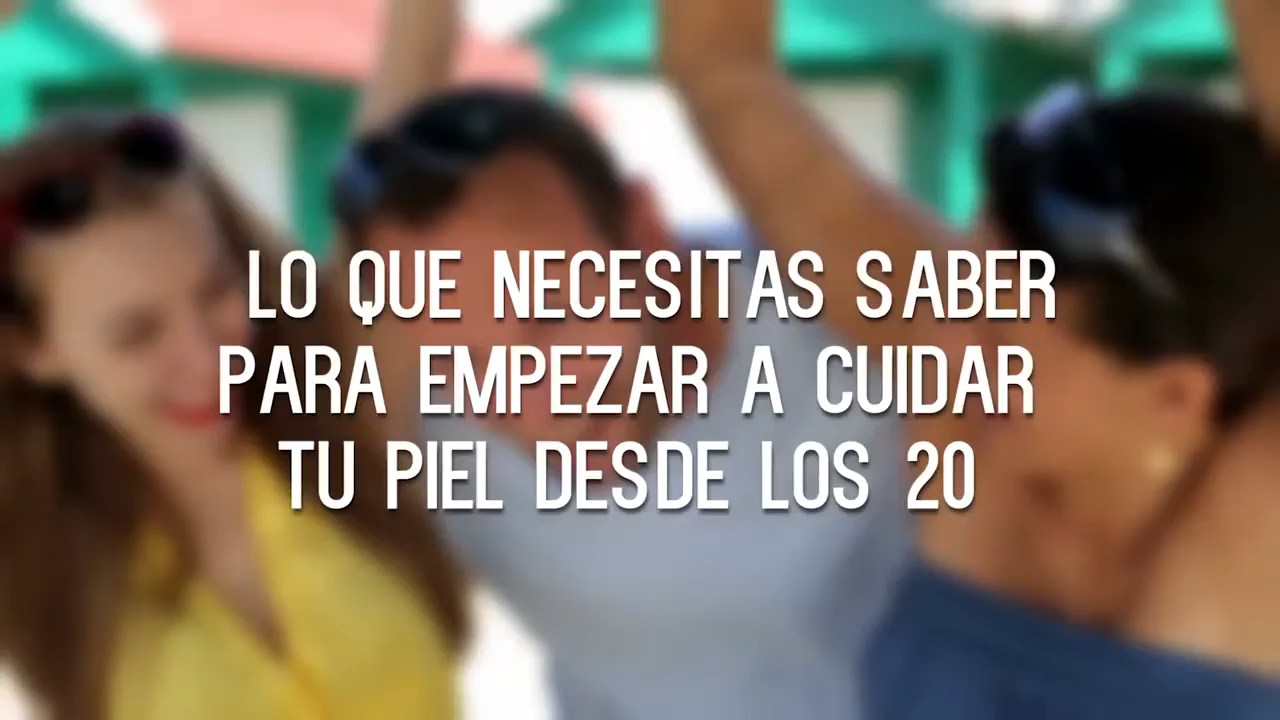 LO QUE NECESITAS SABER
PARA EMPEZAR A CUIDAR
TU PIEL DESDE LOS 20